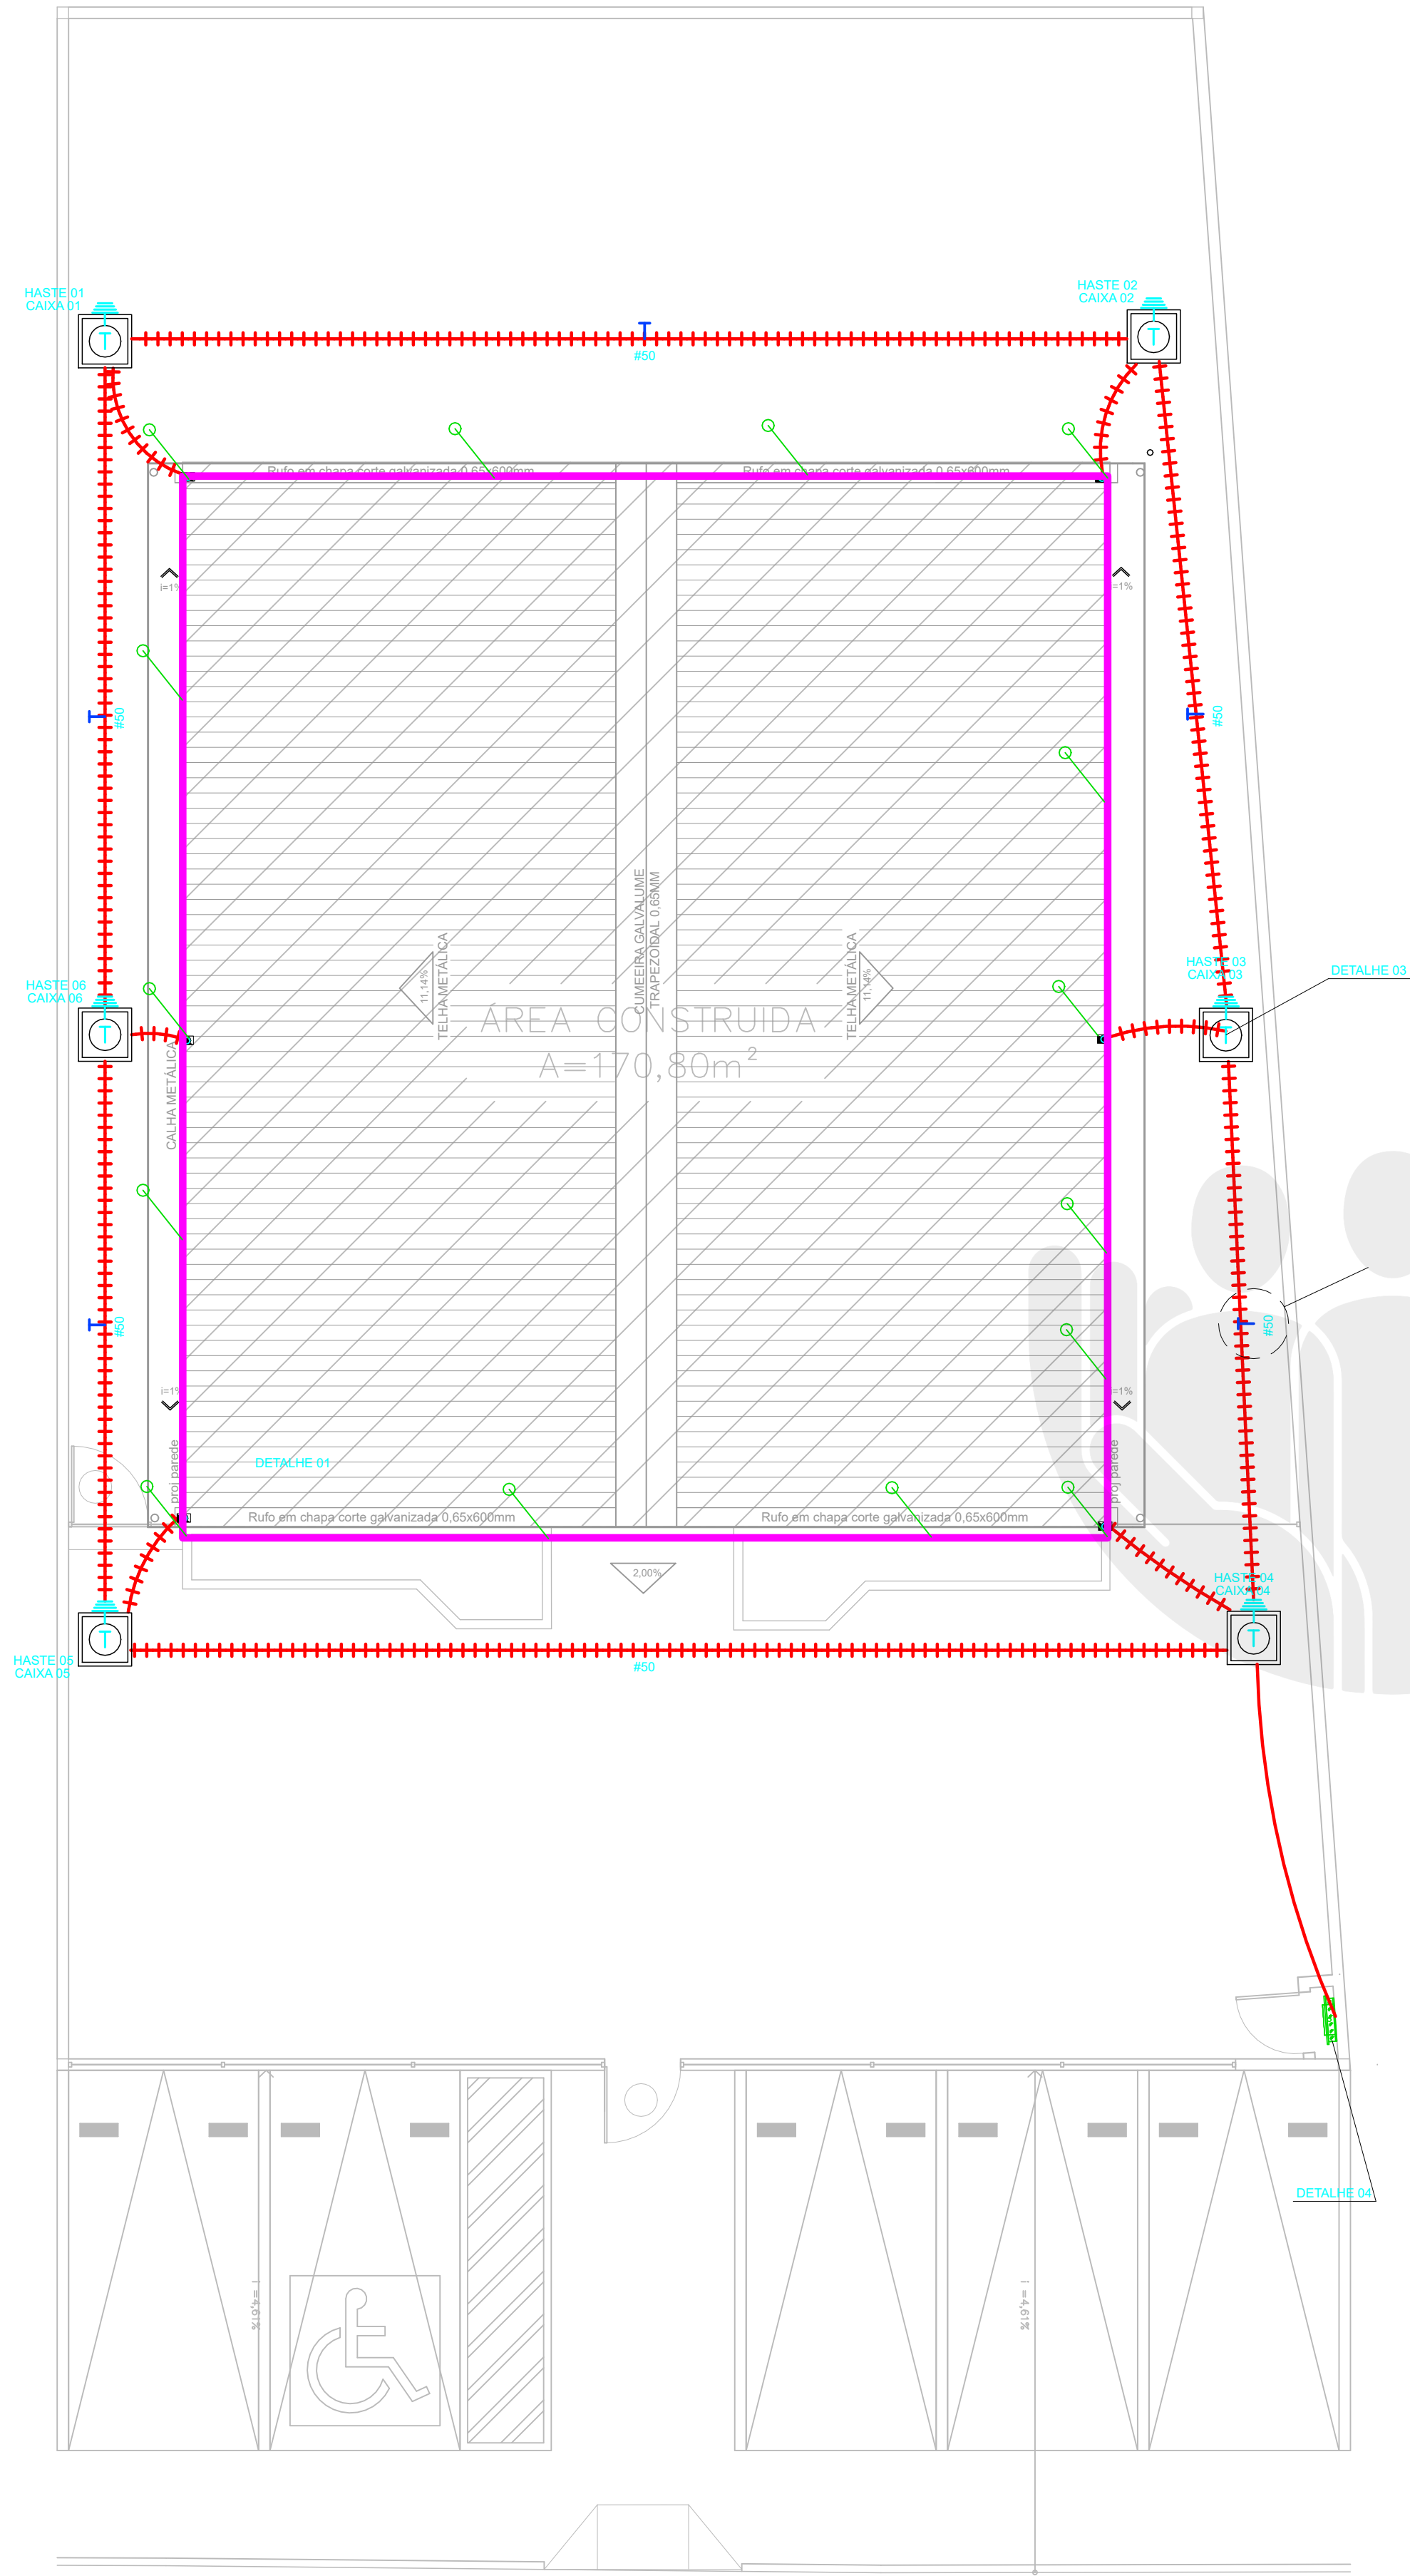 HASTE 01
CAIXA 01
HASTE 02
CAIXA 02
T
T
#50
Rufo em chapa corte galvanizada 0,65x600mm
Rufo em chapa corte galvanizada 0,65x600mm
i=1%
=1%
#50
#50
CUMEEIRA GALVALUME
TRAPEZOIDAL 0,65MM
TELHA METÁLICA
11,14%
TELHA METÁLICA
11,14%
HASTE 03
CAIXA 03
DETALHE 03
HASTE 06
CAIXA 06
T
T
ÁREA CONSTRUIDA
A=170,80m²
CALHA METÁLICA
#50
#50
i=1%
=1%
proj parede
proj parede
DETALHE 01
Rufo em chapa corte galvanizada 0,65x600mm
Rufo em chapa corte galvanizada 0,65x600mm
2,00%
HASTE 04
CAIXA 04
T
T
HASTE 05
CAIXA 05
#50
DETALHE 04
i =4,61%
i =4,61%